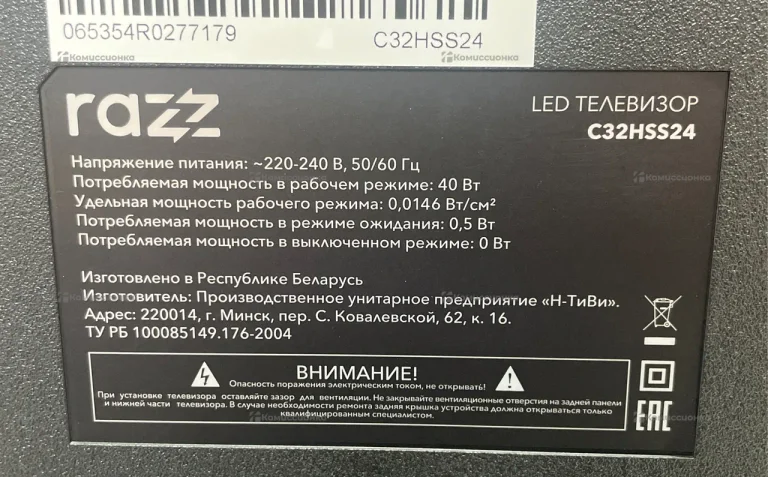 065354R0277179
C32HSS24
Комиссионка
Комиссионка
razz
LED ТЕЛЕВИЗОР
C32HSS24
Напряжение питания: ~220-240 В, 50/60 Гц
Потребляемая мощность в рабочем режиме: 40 Вт
Удельная мощность рабочего режима: 0,0146 Вт/см²
Потребляемая мощность в режиме ожидания: 0,5 Вт
Потребляемая мощность в выключенном режиме: 0 Вт
Комиссионка
Изготовлено в Республике Беларусь
Изготовитель: Производственное унитарное предприятие «Н-ТиВи».
Адрес: 220014, г. Минск, пер. С. Ковалевской, 62, к. 16.
ТУ РБ 100085149.176-2004
ВНИМАНИЕ!
Опасность поражения электрическим током, не открывать!
При установке телевизора оставляйте зазор для вентиляции. Не закрывайте вентиляционные отверстия на задней панели
и нижней части телевизора. В случае необходимости ремонта задняя крышка устройства должна открываться только
квалифицированным специалистом.
EAC